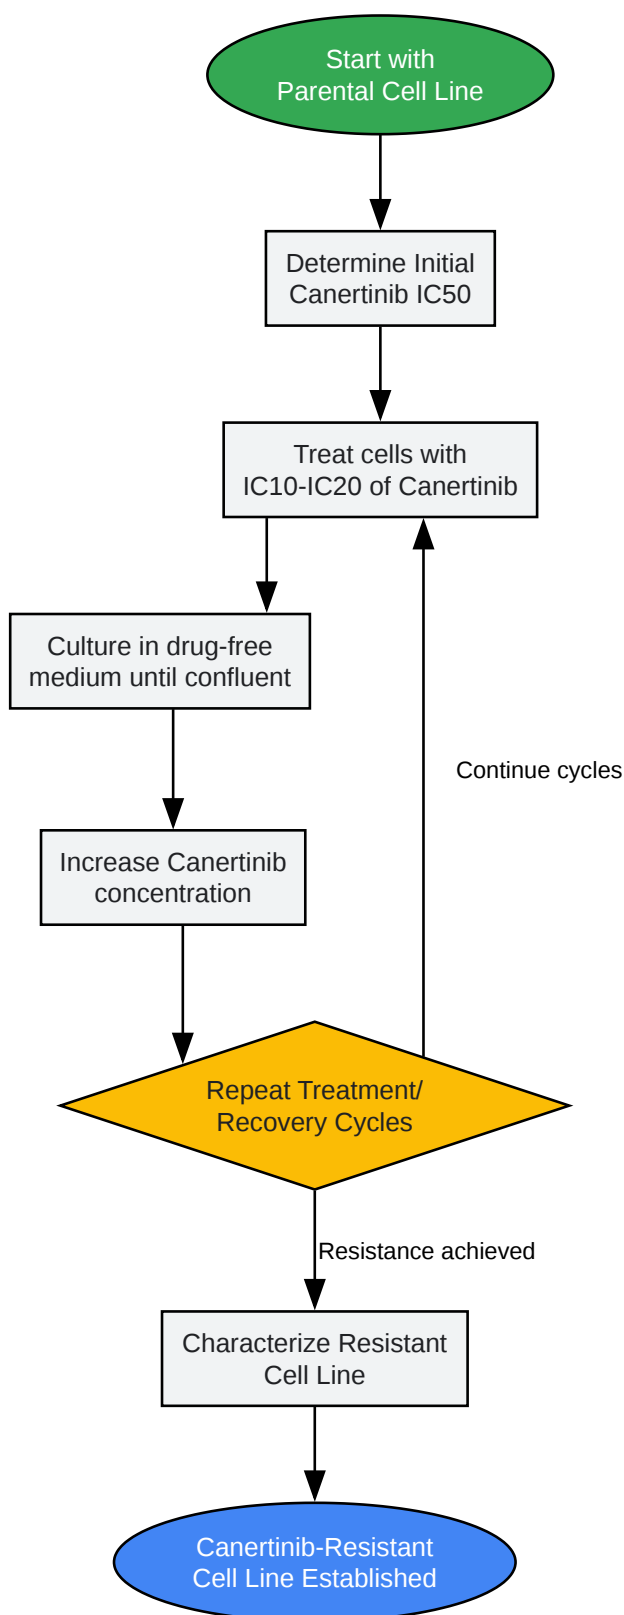 Start with
Parental Cell Line
Determine Initial
Canertinib IC50
Treat cells with
IC10-IC20 of Canertinib
Culture in drug-free
medium until confluent
Continue cycles
Increase Canertinib
concentration
Repeat Treatment/
Recovery Cycles
Resistance achieved
Characterize Resistant
Cell Line
Canertinib-Resistant
Cell Line Established